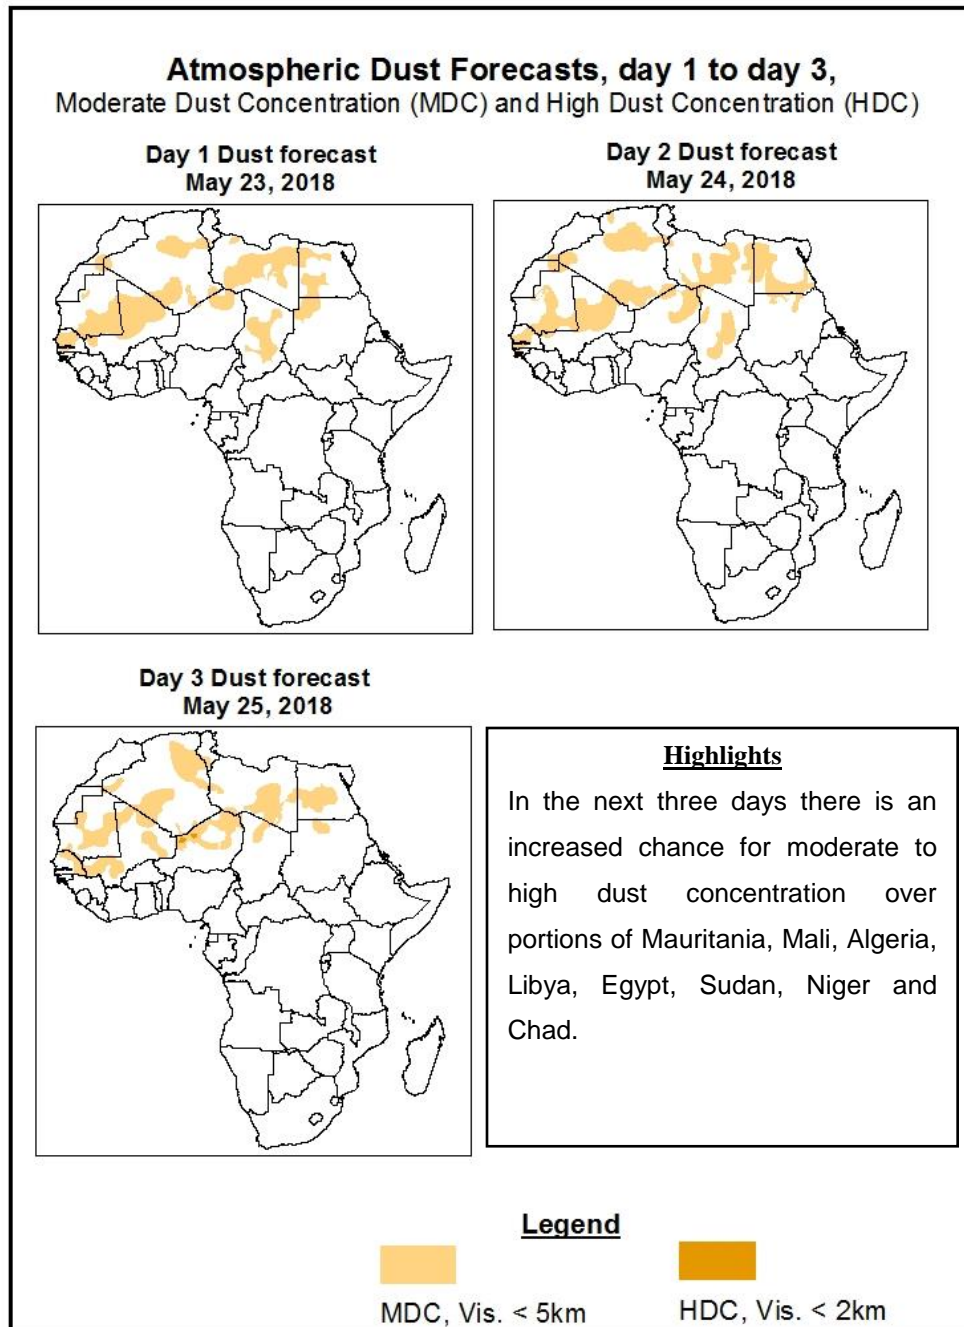 Atmospheric Dust Forecasts, day 1 to day 3,
Moderate Dust Concentration (MDC) and High Dust Concentration (HDC)
Day 1 Dust forecast
May 23, 2018
Day 2 Dust forecast
May 24, 2018
Day 3 Dust forecast
May 25, 2018
Highlights
In the next three days there is an
increased chance for moderate to
high dust concentration over
portions of Mauritania, Mali, Algeria,
Libya, Egypt, Sudan, Niger and
Chad.
Legend
MDC, Vis. < 5km
HDC, Vis. < 2km